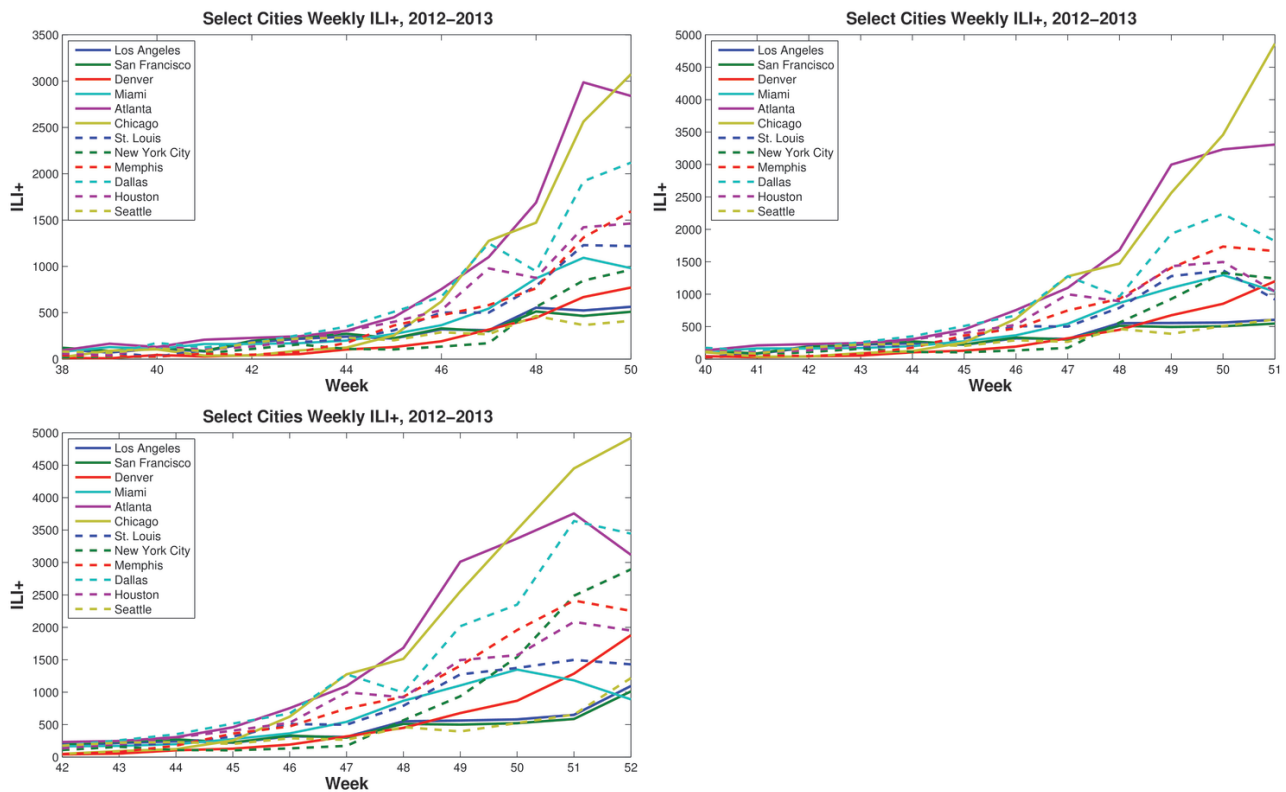 Select Cities Weekly ILI+, 2012−2013
3500
3000
2500
2000
1500
1000
500
0
ILI+
Los Angeles
San Francisco
Denver
Miami
Atlanta
Chicago
St. Louis
New York City
Memphis
Dallas
Houston
Seattle
38 40 42 44 46 48 50
Week
Select Cities Weekly ILI+, 2012−2013
5000
4500
4000
3500
3000
2500
2000
1500
1000
500
0
ILI+
Los Angeles
San Francisco
Denver
Miami
Atlanta
Chicago
St. Louis
New York City
Memphis
Dallas
Houston
Seattle
40 41 42 43 44 45 46 47 48 49 50 51
Week
Select Cities Weekly ILI+, 2012−2013
5000
4500
4000
3500
3000
2500
2000
1500
1000
500
0
ILI+
Los Angeles
San Francisco
Denver
Miami
Atlanta
Chicago
St. Louis
New York City
Memphis
Dallas
Houston
Seattle
42 43 44 45 46 47 48 49 50 51 52
Week